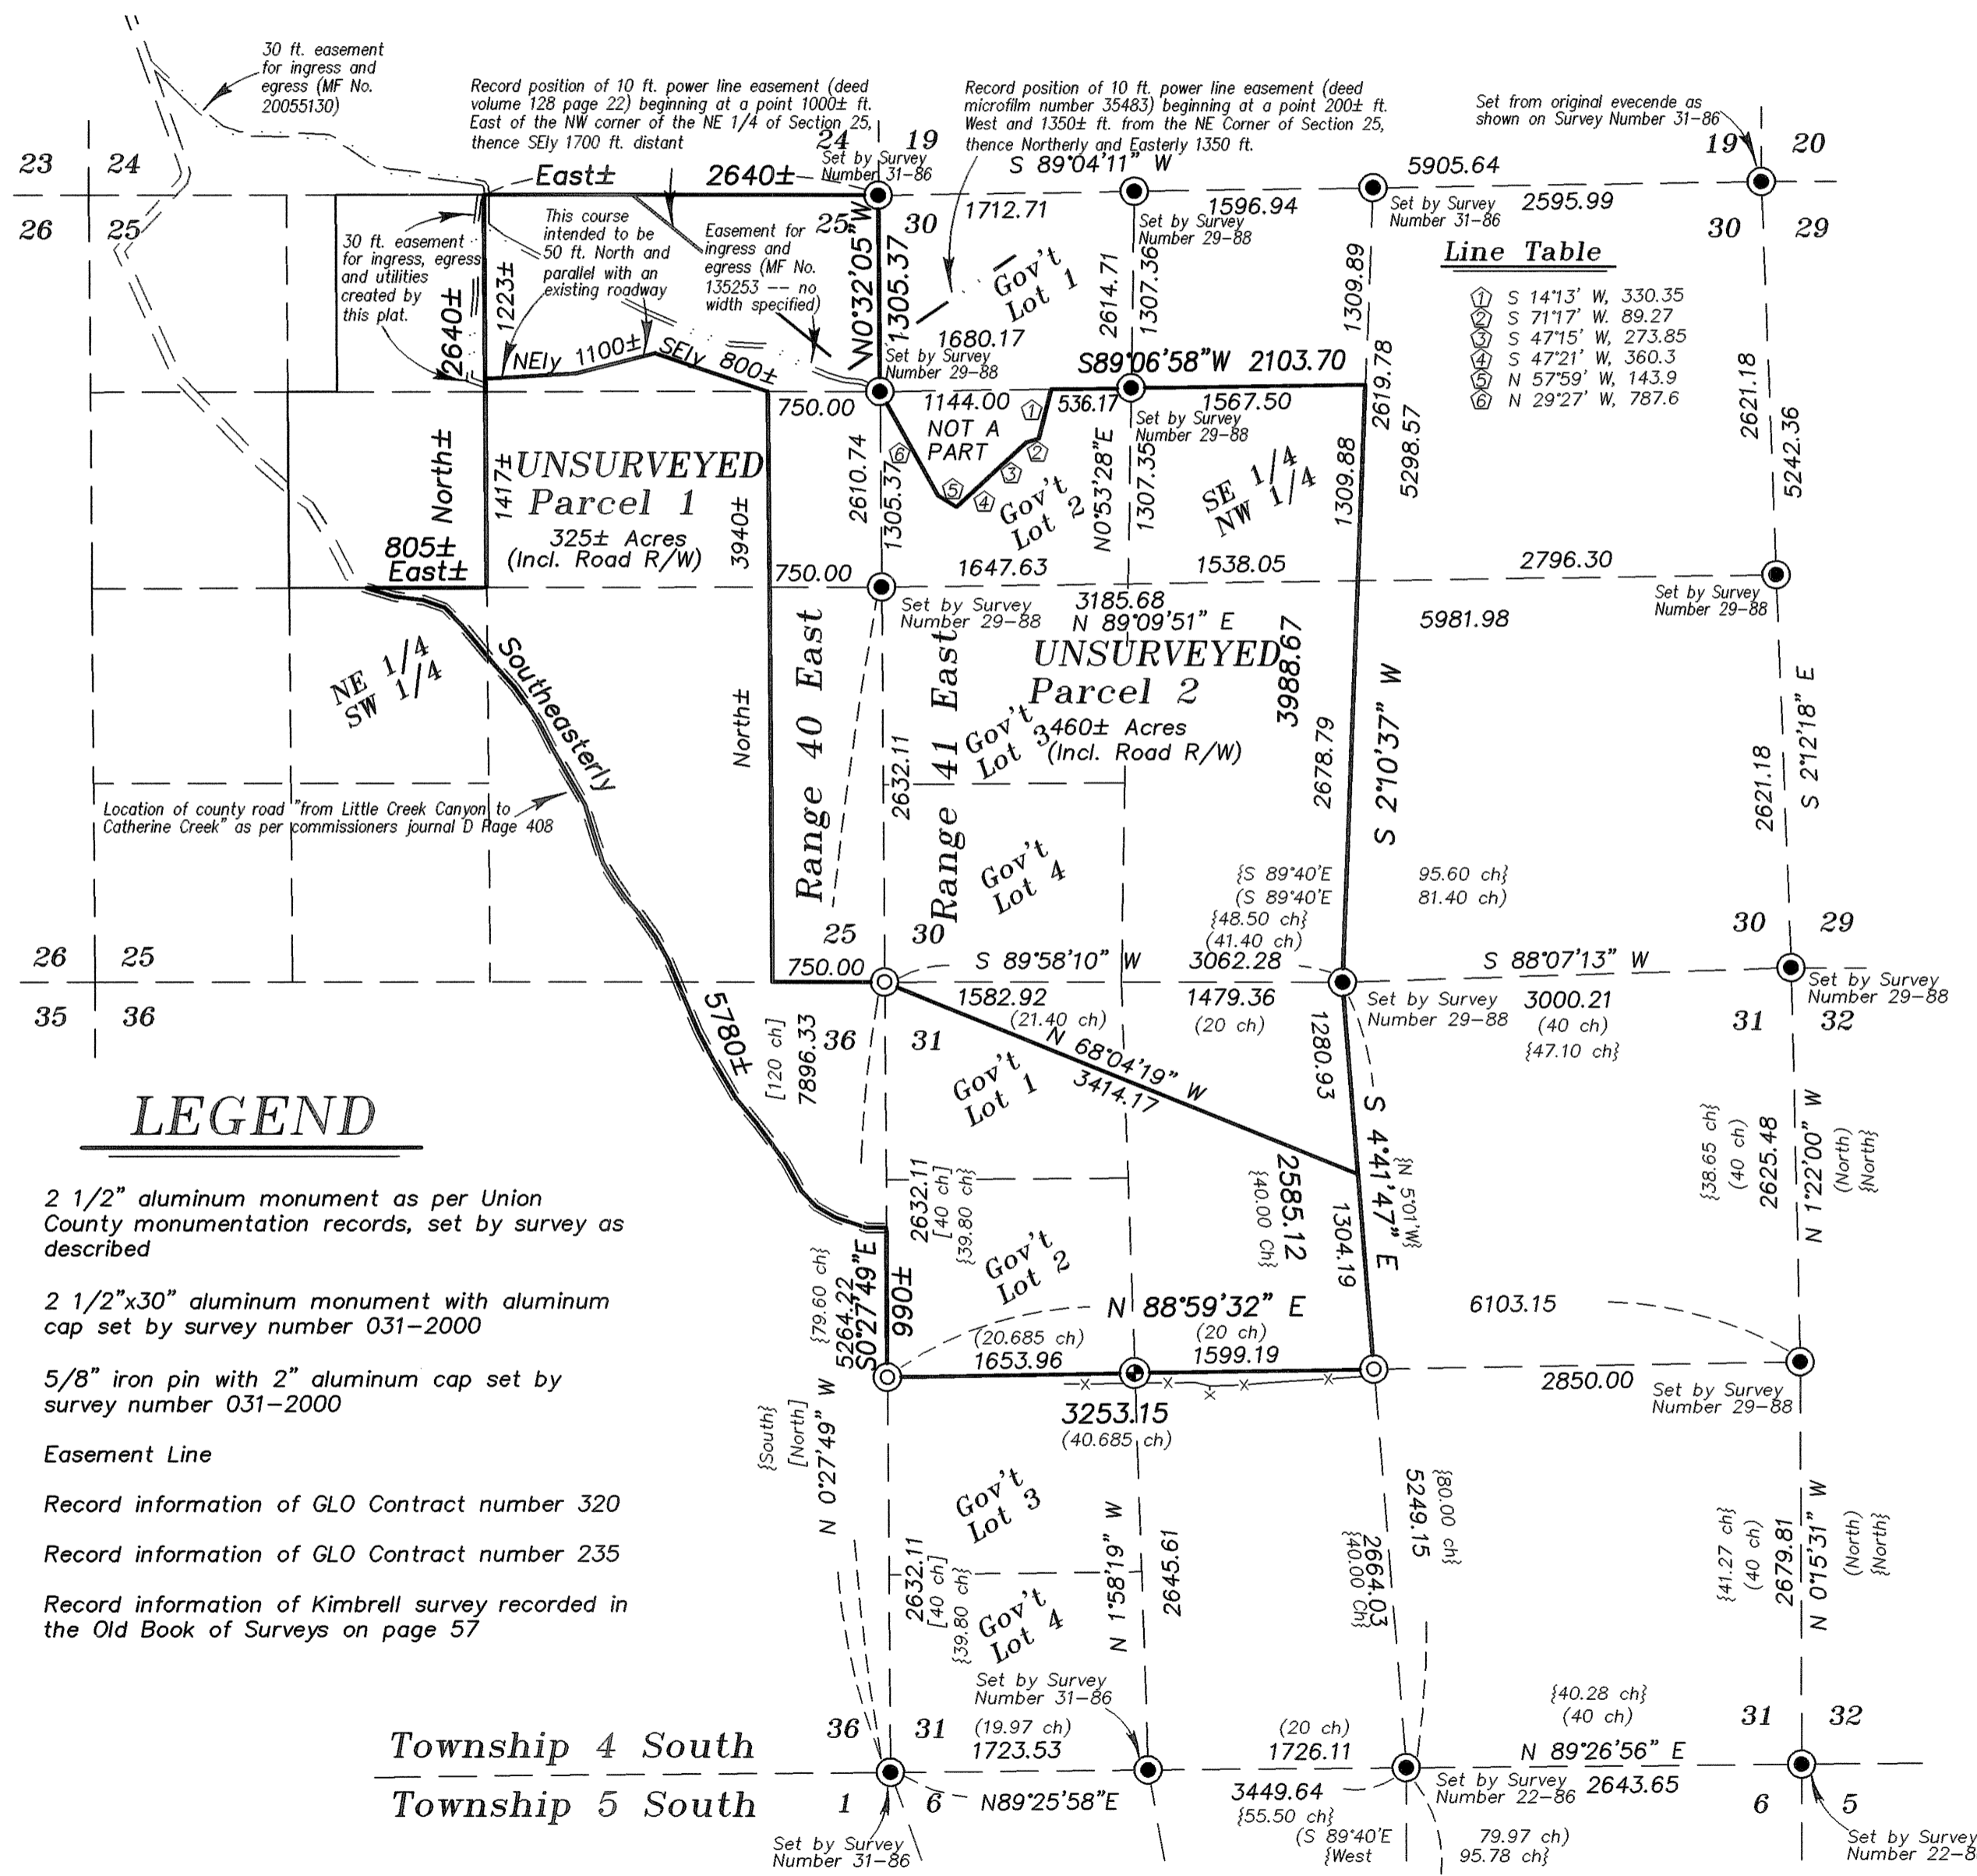 30 ft. easement
for ingress and
egress (MF No.
20055130)
Record position of 10 ft. power line easement (deed
volume 128 page 22) beginning at a point 1000± ft.
East of the NW corner of the NE 1/4 of Section 25,
thence SEly 1700 ft. distant
Record position of 10 ft. power line easement (deed
microfilm number 35483) beginning at a point 200± ft.
West and 1350± ft. from the NE Corner of Section 25,
thence Northerly and Easterly 1350 ft.
Set from original evecende as
shown on Survey Number 31-86
23 24
24 19
19 20
Set by Survey
Number 31-86
East± 2640±
S 89°04'11" W
5905.64
26 25
25 30
1712.71
1596.94
2595.99
Set by Survey
Number 29-88
Set by Survey
Number 31-86
30 29
30 ft. easement
for ingress, egress
and utilities
created by
this plat.
This course
intended to be
50 ft. North and
parallel with an
existing roadway
Easement for
ingress and
egress (MF No.
135253 -- no
width specified)
N0°32'05"W
1305.37
Gov't
Lot 1
2614.71
1307.36
1309.89
Line Table
1 S 14°13' W, 330.35
2 S 71°17' W. 89.27
3 S 47°15' W, 273.85
4 S 47°21' W, 360.3
5 N 57°59' W, 143.9
6 N 29°27' W, 787.6
2640±
1223±
NEly 1100±
SEly 800±
1680.17
Set by Survey
Number 29-88
S89°06'58"W 2103.70
2619.78
2621.18
5242.36
750.00
1144.00
536.17
1567.50
NOT A
PART
1
2
3
4
5
6
Set by Survey
Number 29-88
North±
1417±
UNSURVEYED
Parcel 1
325± Acres
(Incl. Road R/W)
3940±
2610.74
1305.37
Gov't
Lot 2
N0°53'28"E
1307.35
SE 1/4
NW 1/4
1309.88
5298.57
805±
East±
750.00
1647.63
1538.05
2796.30
Set by Survey
Number 29-88
3185.68
N 89°09'51" E
5981.98
Set by Survey
Number 29-88
NE 1/4
SW 1/4
Southeasterly
North±
Range 40 East
Range 41 East
2632.11
UNSURVEYED
Parcel 2
460± Acres
(Incl. Road R/W)
Gov't
Lot 3
3988.67
2678.79
S 2°10'37" W
2621.18
S 2°12'18" E
Location of county road "from Little Creek Canyon to
Catherine Creek" as per commissioners journal D Page 408
Gov't
Lot 4
{S 89°40'E 95.60 ch}
(S 89°40'E 81.40 ch)
{48.50 ch}
(41.40 ch)
26 25
25 30
30 29
750.00
S 89°58'10" W
3062.28
S 88°07'13" W
1582.92
(21.40 ch)
1479.36
(20 ch)
Set by Survey
Number 29-88
3000.21
(40 ch)
{47.10 ch}
Set by Survey
Number 29-88
35 36
36 31
31 32
5780±
[120 ch]
7896.33
N 68°04'19" W
3414.17
Gov't
Lot 1
1280.93
S 4°41'47" E
{N 5°01'W}
{38.65 ch}
(40 ch)
2625.48
N 1°22'00" W
(North)
{North}
LEGEND
2 1/2" aluminum monument as per Union
County monumentation records, set by survey as
described
2 1/2"x30" aluminum monument with aluminum
cap set by survey number 031-2000
5/8" iron pin with 2" aluminum cap set by
survey number 031-2000
Easement Line
Record information of GLO Contract number 320
Record information of GLO Contract number 235
Record information of Kimbrell survey recorded in
the Old Book of Surveys on page 57
2632.11
[40 ch]
{39.80 ch}
Gov't
Lot 2
2585.12
{40.00 Ch}
1304.19
{79.60 ch}
5264.22
S0°27'49"E
990±
N 88°59'32" E
6103.15
(20.685 ch)
1653.96
(20 ch)
1599.19
2850.00
Set by Survey
Number 29-88
3253.15
(40.685 ch)
{South}
[North]
N 0°27'49" W
Gov't
Lot 3
2632.11
[40 ch]
{39.80 ch}
Gov't
Lot 4
N 1°58'19" W
2645.61
{80.00 ch}
5249.15
2664.03
{40.00 Ch}
{41.27 ch}
(40 ch)
2679.81
N 0°15'31" W
(North)
{North}
Set by Survey
Number 31-86
36 31
(19.97 ch)
1723.53
(20 ch)
1726.11
{40.28 ch}
(40 ch)
N 89°26'56" E
31 32
Township 4 South
Township 5 South
1 6
N89°25'58"E
3449.64
{55.50 ch}
Set by Survey
Number 22-86
2643.65
6 5
(S 89°40'E 79.97 ch)
{West 95.78 ch}
Set by Survey
Number 31-86
Set by Survey
Number 22-8